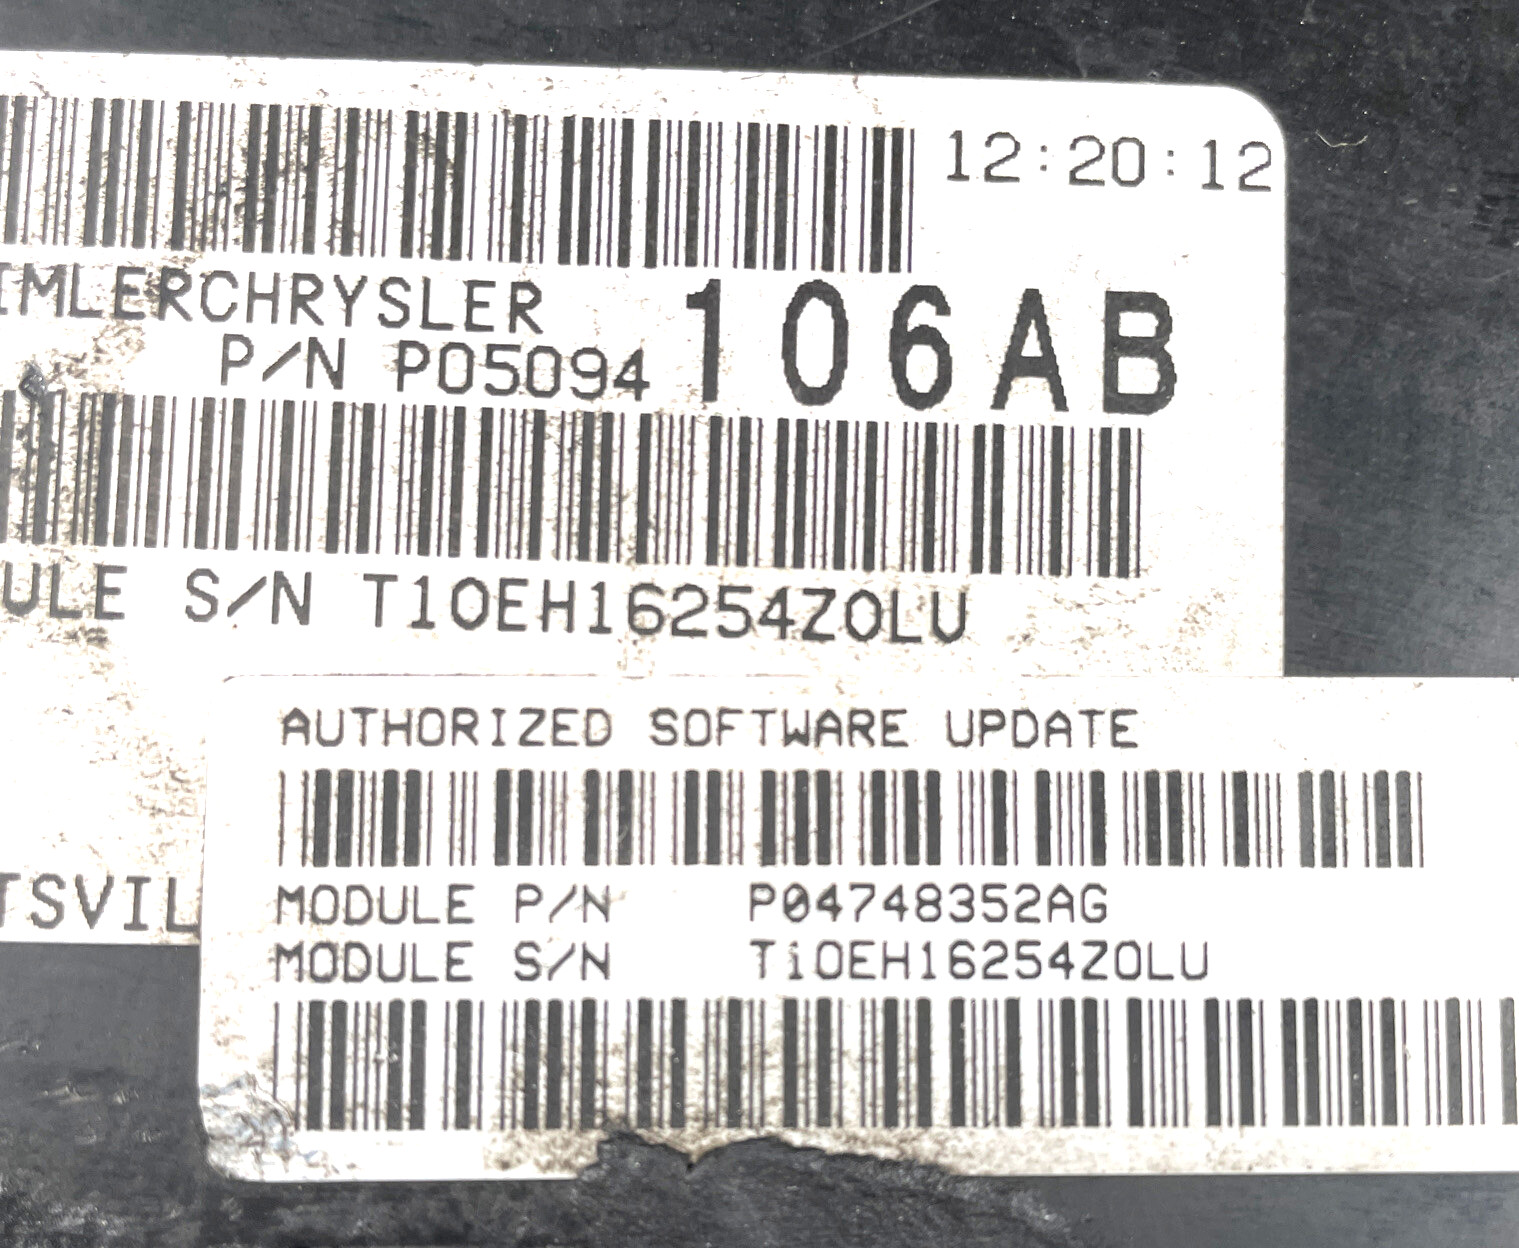 12:20:12
IMLERCHRYSLER
P/N P05094 106AB
ULE S/N T10EH16254Z0LU
AUTHORIZED SOFTWARE UPDATE
MODULE P/N P04748352AG
TSVIL
MODULE S/N T10EH16254Z0LU